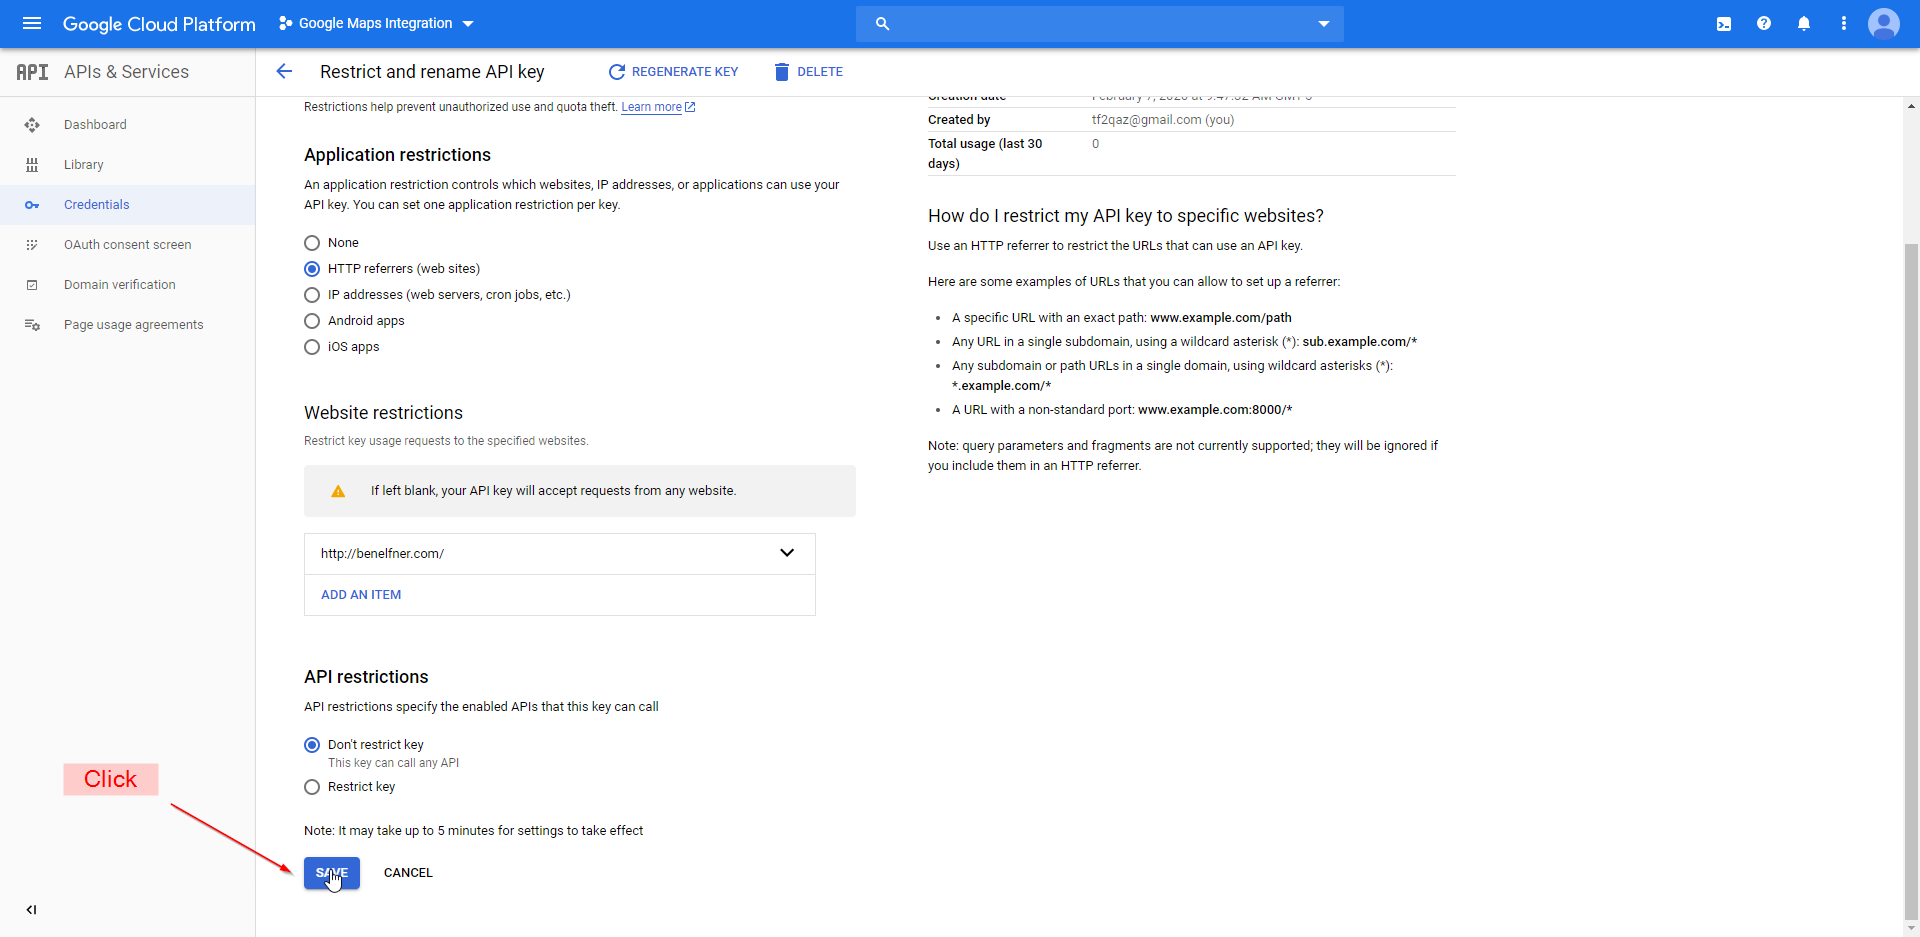 Google Cloud Platform
Google Maps Integration
API APIs & Services
Restrict and rename API key
REGENERATE KEY
DELETE
Dashboard
Library
Credentials
OAuth consent screen
Domain verification
Page usage agreements
Restrictions help prevent unauthorized use and quota theft. Learn more
Application restrictions
An application restriction controls which websites, IP addresses, or applications can use your
API key. You can set one application restriction per key.
None
HTTP referrers (web sites)
IP addresses (web servers, cron jobs, etc.)
Android apps
iOS apps
Website restrictions
Restrict key usage requests to the specified websites.
If left blank, your API key will accept requests from any website.
http://benelfner.com/
ADD AN ITEM
API restrictions
API restrictions specify the enabled APIs that this key can call
Don't restrict key
This key can call any API
Restrict key
Click
Note: It may take up to 5 minutes for settings to take effect
SAVE
CANCEL
Creation date
Created by
tf2qaz@gmail.com (you)
Total usage (last 30
days)
0
How do I restrict my API key to specific websites?
Use an HTTP referrer to restrict the URLs that can use an API key.
Here are some examples of URLs that you can allow to set up a referrer:
• A specific URL with an exact path: www.example.com/path
• Any URL in a single subdomain, using a wildcard asterisk (*): sub.example.com/*
• Any subdomain or path URLs in a single domain, using wildcard asterisks (*):
*.example.com/*
• A URL with a non-standard port: www.example.com:8000/*
Note: query parameters and fragments are not currently supported; they will be ignored if
you include them in an HTTP referrer.